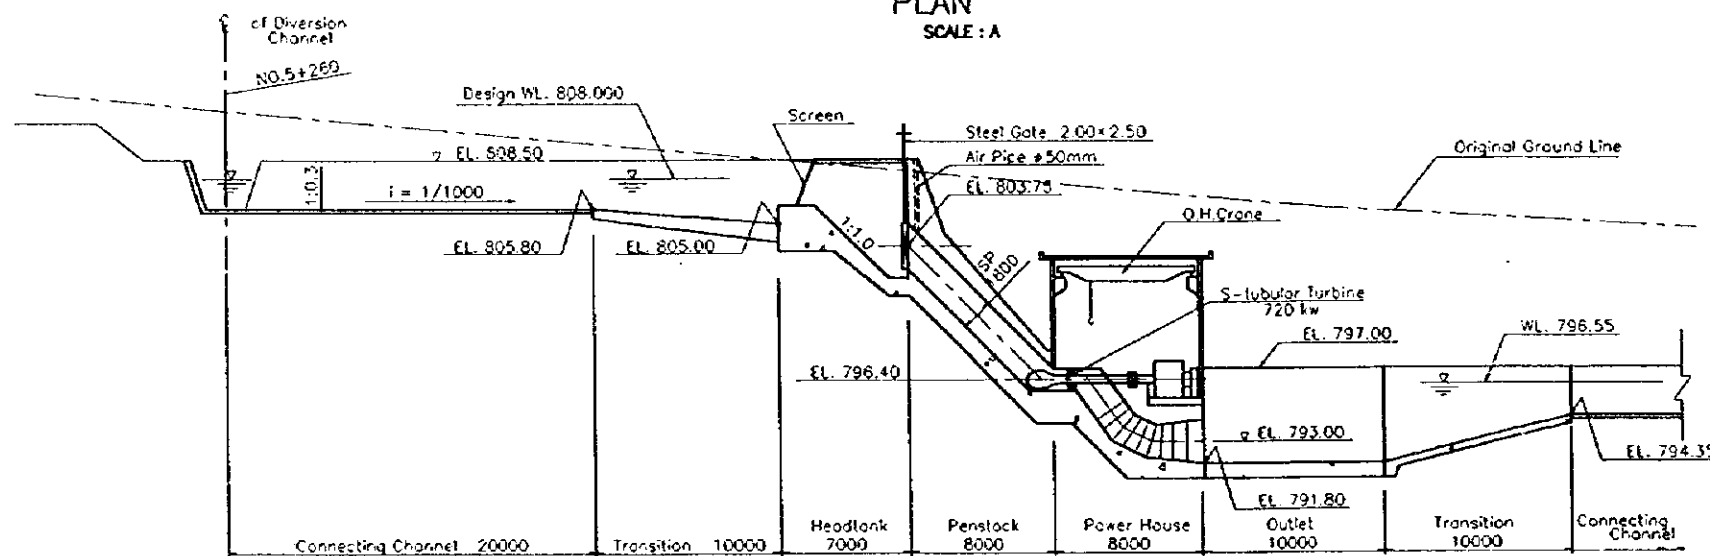 PLAN
SCALE : A
℄ of Diversion
Channel
NO.5+260
Design WL. 808.000
Screen
Steel Gate 2.00×2.50
Air Pipe ø50mm
EL. 803.75
Original Ground Line
EL. 808.50
1:0.3
i = 1/1000
1:1.0
O.H.Crane
EL. 805.80
EL. 805.00
SP
800
S-tubular Turbine
720 kw
WL. 796.55
EL. 797.00
EL. 796.40
EL. 793.00
EL. 794.35
EL. 791.80
Connecting Channel 20000
Transition 10000
Headtank
7000
Penstock
8000
Power House
8000
Outlet
10000
Transition
10000
Connecting
Channel